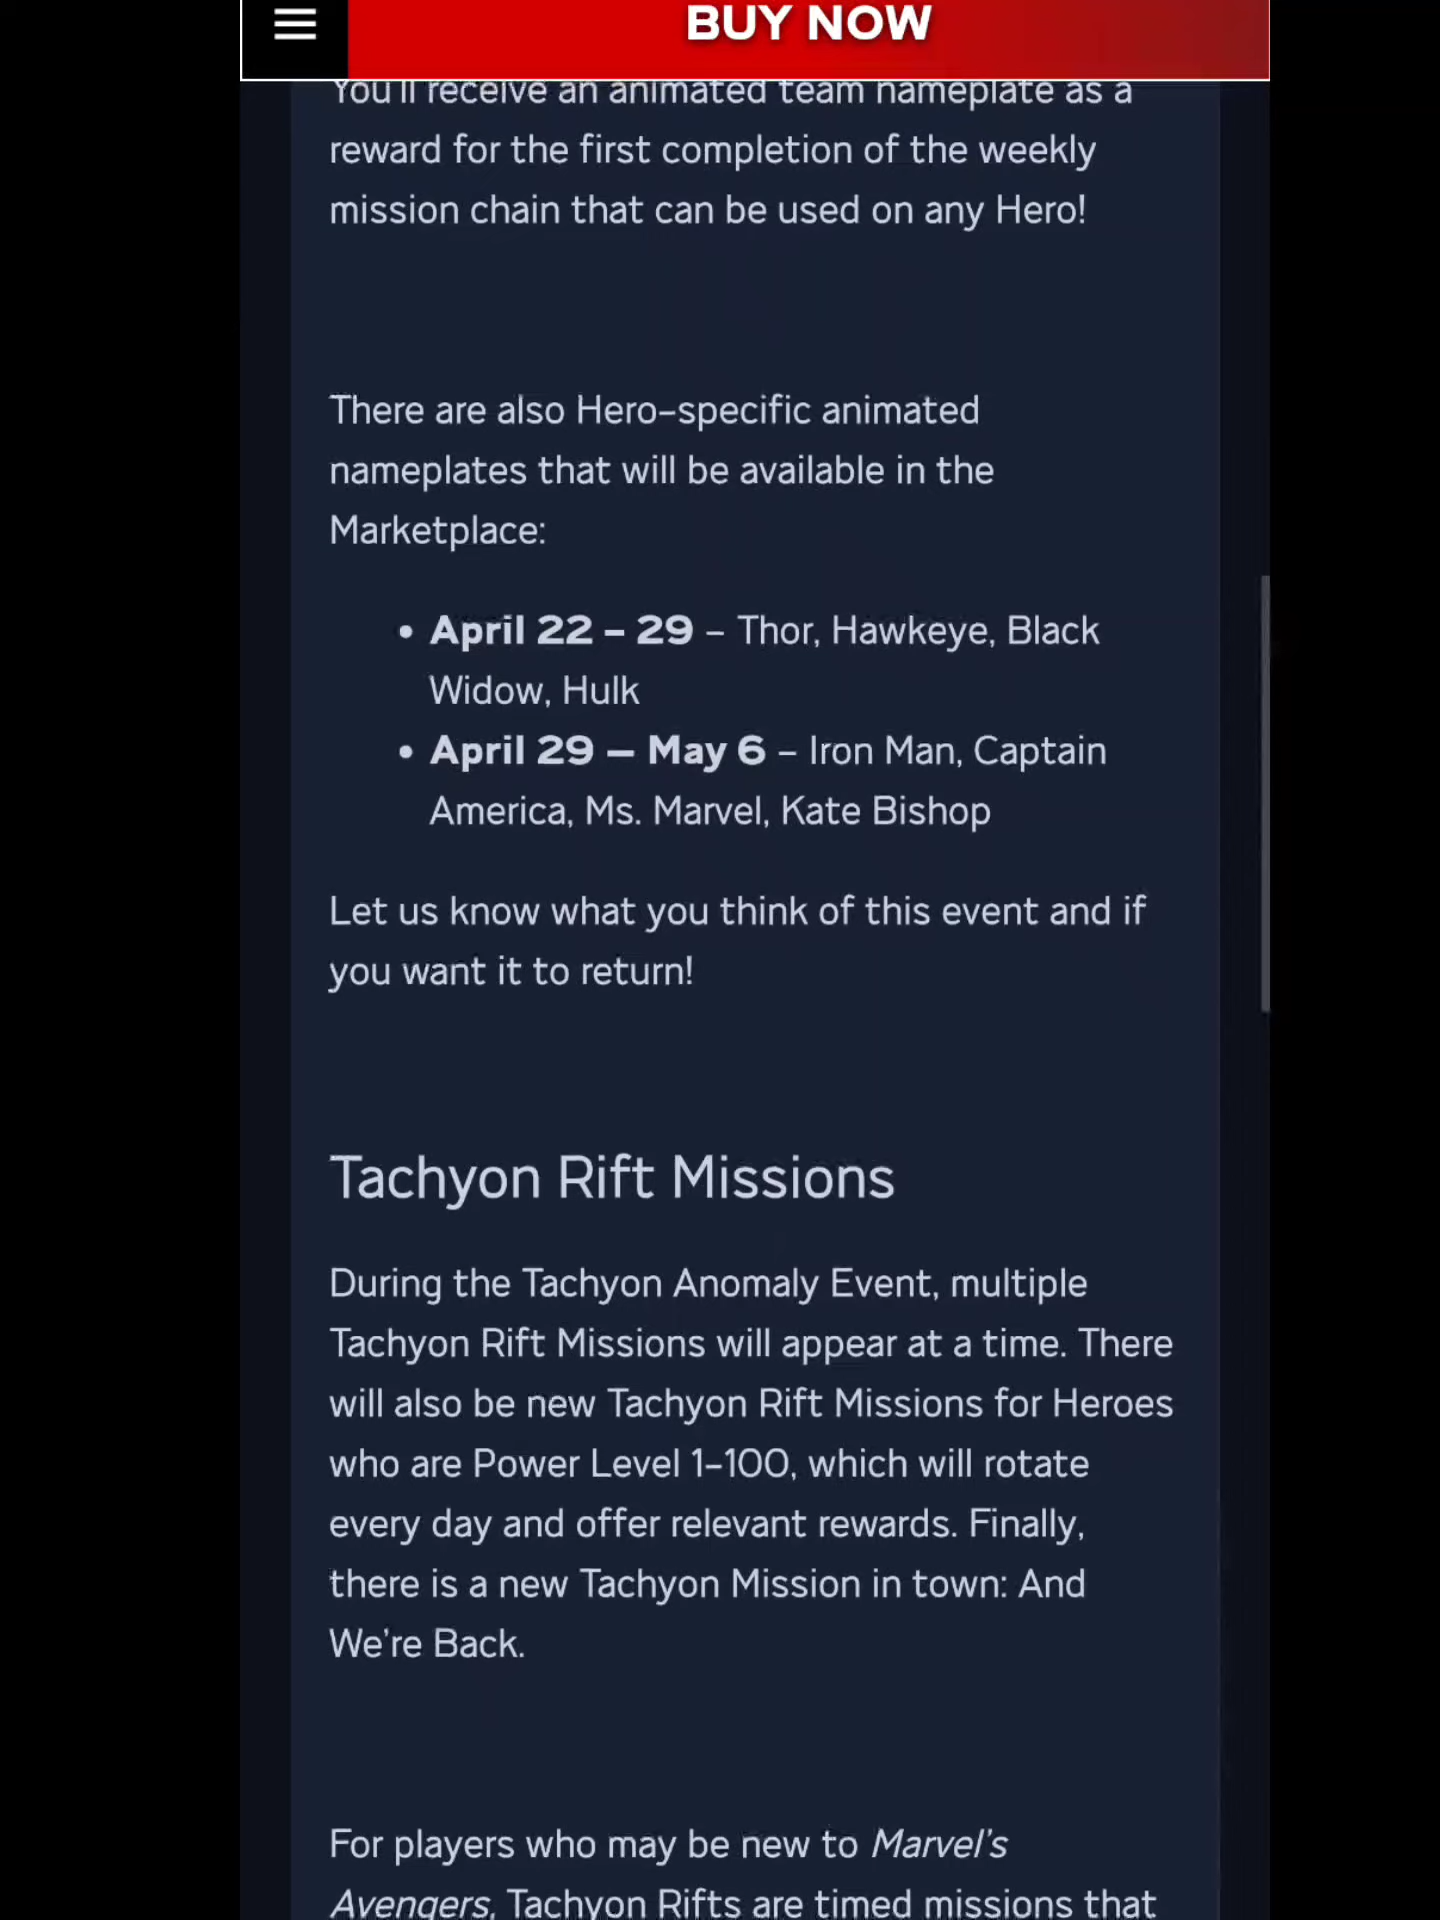 BUY NOW
You'll receive an animated team nameplate as a
reward for the first completion of the weekly
mission chain that can be used on any Hero!
There are also Hero-specific animated
nameplates that will be available in the
Marketplace:
• April 22 – 29 – Thor, Hawkeye, Black
Widow, Hulk
• April 29 — May 6 – Iron Man, Captain
America, Ms. Marvel, Kate Bishop
Let us know what you think of this event and if
you want it to return!
Tachyon Rift Missions
During the Tachyon Anomaly Event, multiple
Tachyon Rift Missions will appear at a time. There
will also be new Tachyon Rift Missions for Heroes
who are Power Level 1-100, which will rotate
every day and offer relevant rewards. Finally,
there is a new Tachyon Mission in town: And
We're Back.
For players who may be new to Marvel's
Avengers, Tachyon Rifts are timed missions that